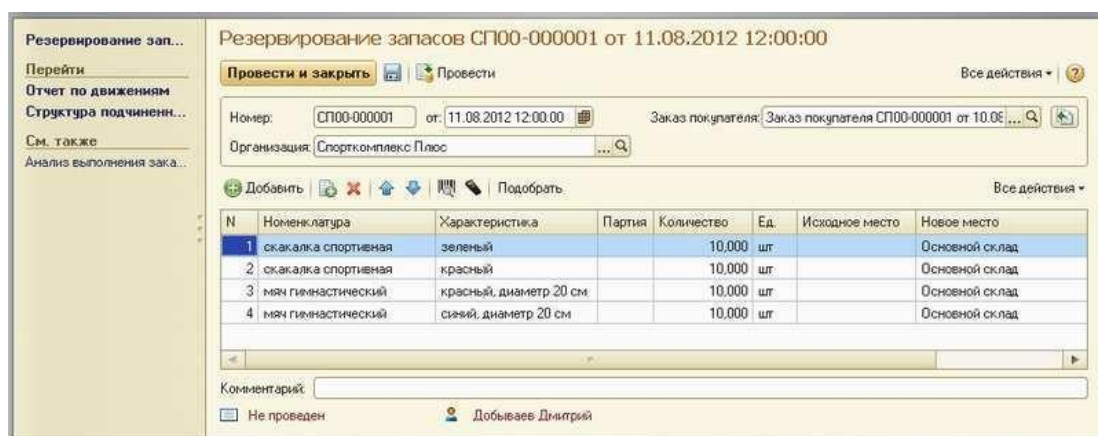 Резервирование зап...
Перейти
Отчет по движениям
Структура подчиненн...
См. также
Анализ выполнения зака...
Резервирование запасов СП00-000001 от 11.08.2012 12:00:00
Провести и закрыть Провести Все действия
Номер: СП00-000001 от: 11.08.2012 12:00:00 Заказ покупателя: Заказ покупателя СП00-000001 от 10.08 ...
Организация: Спорткомплекс Плюс ...
Добавить Подобрать Все действия
N Номенклатура Характеристика Партия Количество Ед. Исходное место Новое место
1 скакалка спортивная зеленый 10,000 шт Основной склад
2 скакалка спортивная красный 10,000 шт Основной склад
3 мяч гимнастический красный, диаметр 20 см 10,000 шт Основной склад
4 мяч гимнастический синий, диаметр 20 см 10,000 шт Основной склад
Комментарий:
Не проведен Добываев Дмитрий